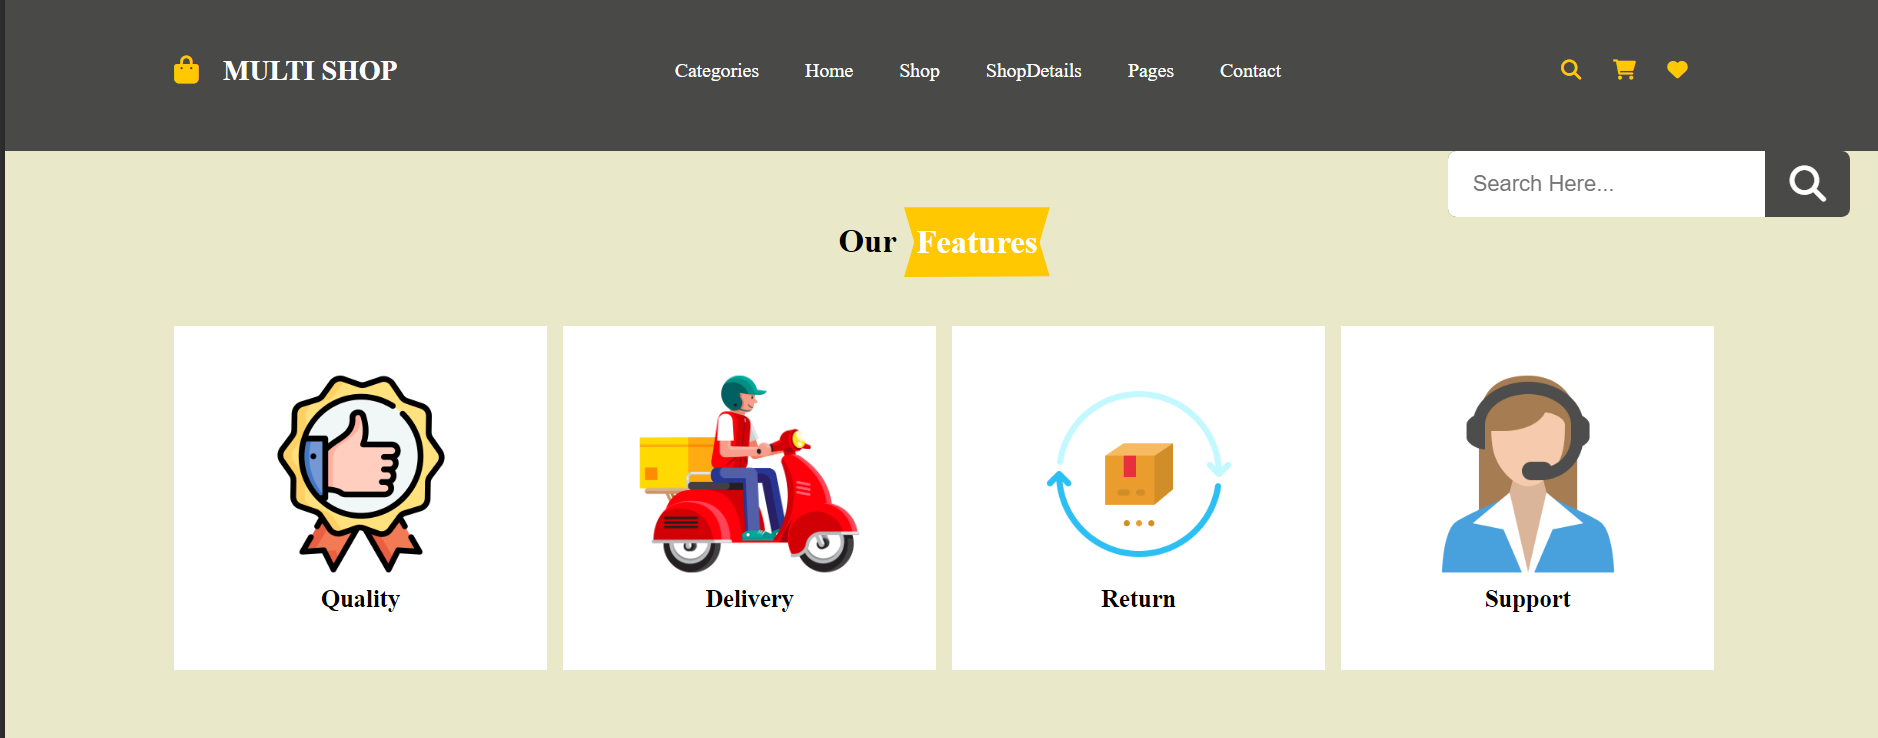 MULTI SHOP
Categories Home Shop ShopDetails Pages Contact
Search Here...
Our Features
Quality
Delivery
Return
Support